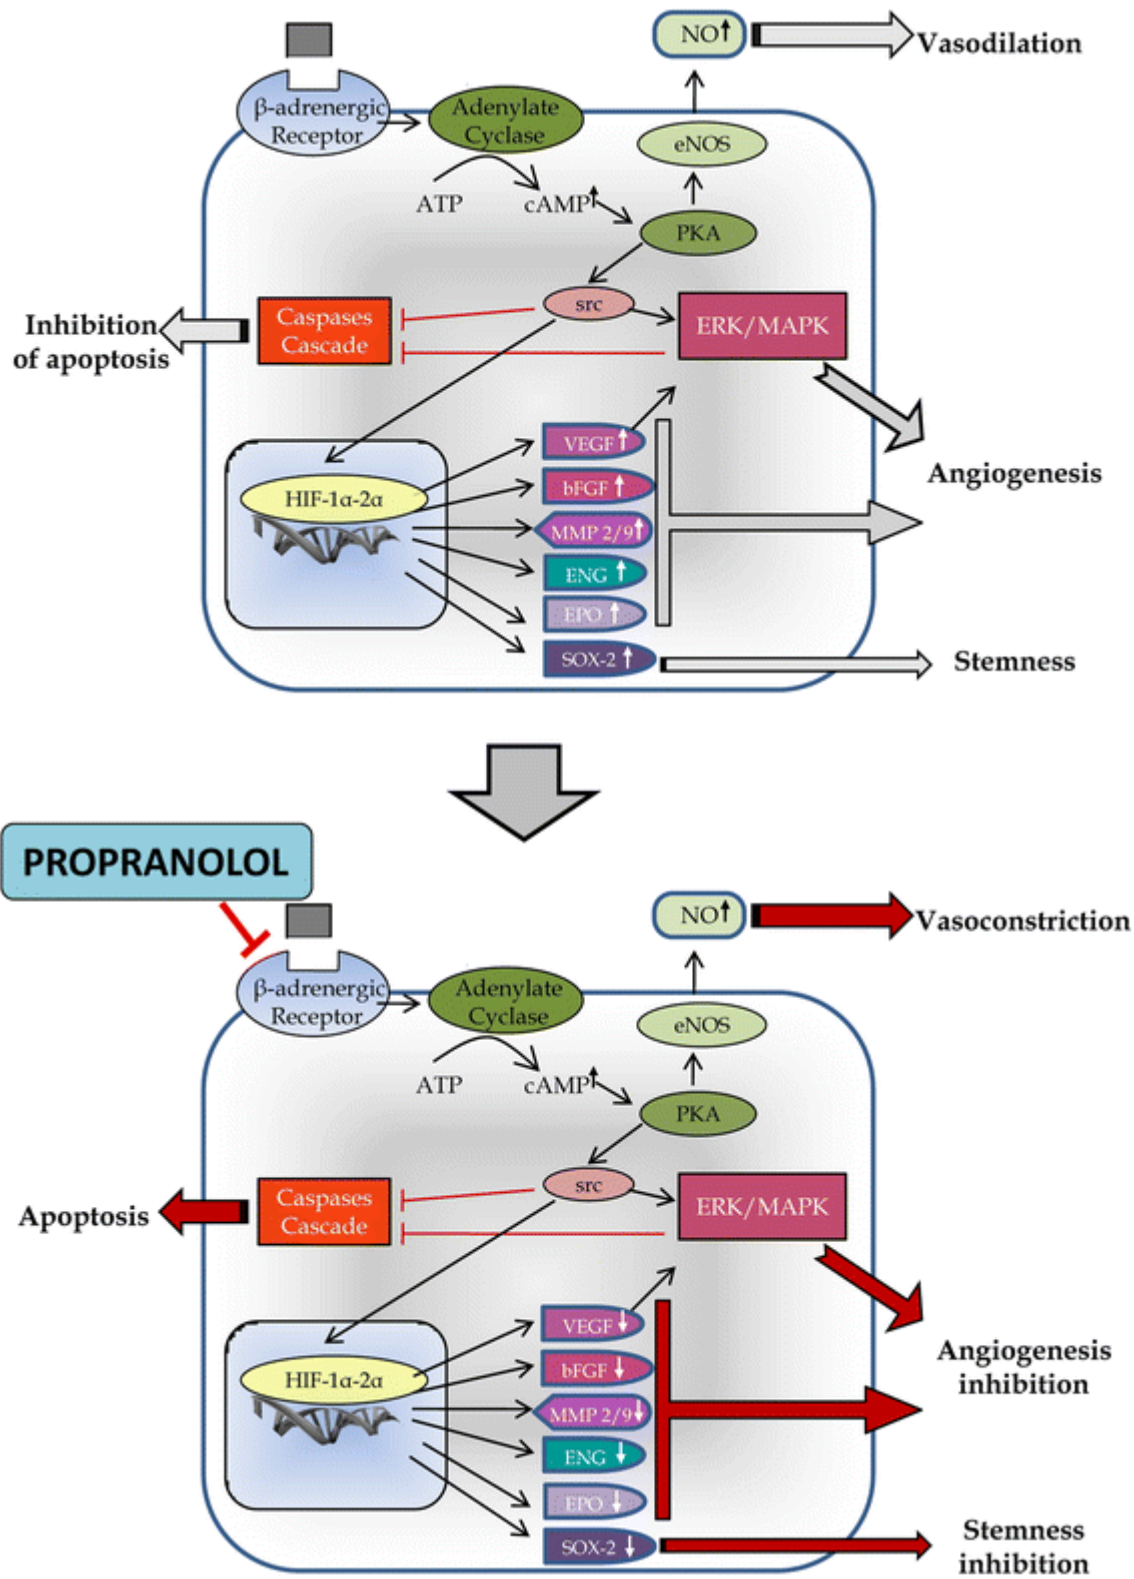 NO
Vasodilation
β-adrenergic
Receptor
Adenylate
Cyclase
eNOS
ATP
cAMP
PKA
src
Caspases
Cascade
ERK/MAPK
Inhibition
of apoptosis
VEGF
HIF-1α-2α
bFGF
MMP 2/9
ENG
EPO
SOX-2
Angiogenesis
Stemness
PROPRANOLOL
NO
Vasoconstriction
β-adrenergic
Receptor
Adenylate
Cyclase
eNOS
ATP
cAMP
PKA
src
Caspases
Cascade
ERK/MAPK
Apoptosis
VEGF
HIF-1α-2α
bFGF
MMP 2/9
ENG
EPO
SOX-2
Angiogenesis
inhibition
Stemness
inhibition